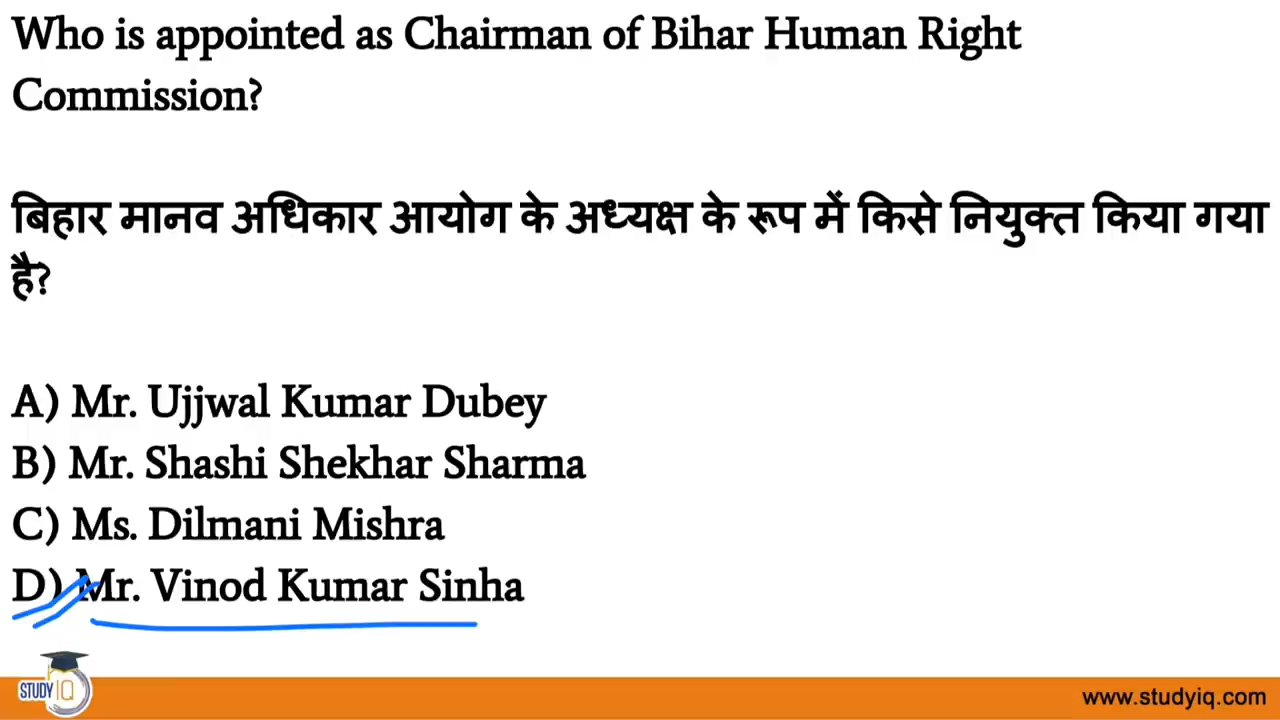 Who is appointed as Chairman of Bihar Human Right
Commission?
बिहार मानव अधिकार आयोग के अध्यक्ष के रूप में किसे नियुक्त किया गया
है?
A) Mr. Ujjwal Kumar Dubey
B) Mr. Shashi Shekhar Sharma
C) Ms. Dilmani Mishra
D) Mr. Vinod Kumar Sinha
STUDY IQ
www.studyiq.com